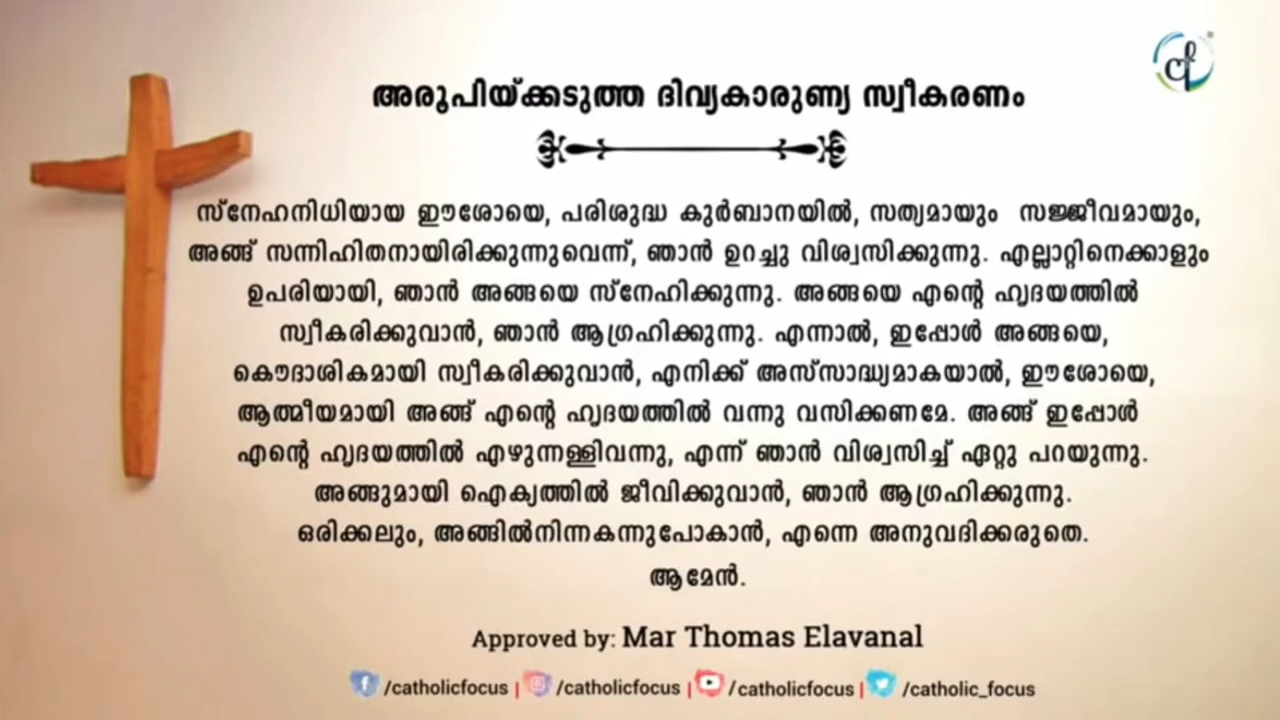 അരൂപിയ്ക്കടുത്ത ദിവ്യകാരുണ്യ സ്വീകരണം
സ്നേഹനിധിയായ ഈശോയെ, പരിശുദ്ധ കുർബാനയിൽ, സത്യമായും സജ്ജീവമായും,
അങ്ങ് സന്നിഹിതനായിരിക്കുന്നുവെന്ന്, ഞാൻ ഉറച്ചു വിശ്വസിക്കുന്നു. എല്ലാറ്റിനെക്കാളും
ഉപരിയായി, ഞാൻ അങ്ങയെ സ്നേഹിക്കുന്നു. അങ്ങയെ എന്റെ ഹൃദയത്തിൽ
സ്വീകരിക്കുവാൻ, ഞാൻ ആഗ്രഹിക്കുന്നു. എന്നാൽ, ഇപ്പോൾ അങ്ങയെ,
കൌദാശികമായി സ്വീകരിക്കുവാൻ, എനിക്ക് അസ്സാദ്ധ്യമാകയാൽ, ഈശോയെ,
ആത്മീയമായി അങ്ങ് എന്റെ ഹൃദയത്തിൽ വന്നു വസിക്കണമേ. അങ്ങ് ഇപ്പോൾ
എന്റെ ഹൃദയത്തിൽ എഴുന്നള്ളിവന്നു, എന്ന് ഞാൻ വിശ്വസിച്ച് ഏറ്റു പറയുന്നു.
അങ്ങുമായി ഐക്യത്തിൽ ജീവിക്കുവാൻ, ഞാൻ ആഗ്രഹിക്കുന്നു.
ഒരിക്കലും, അങ്ങിൽനിന്നകന്നുപോകാൻ, എന്നെ അനുവദിക്കരുതെ.
ആമേൻ.
Approved by: Mar Thomas Elavanal
/catholicfocus | /catholicfocus | /catholicfocus | /catholic_focus